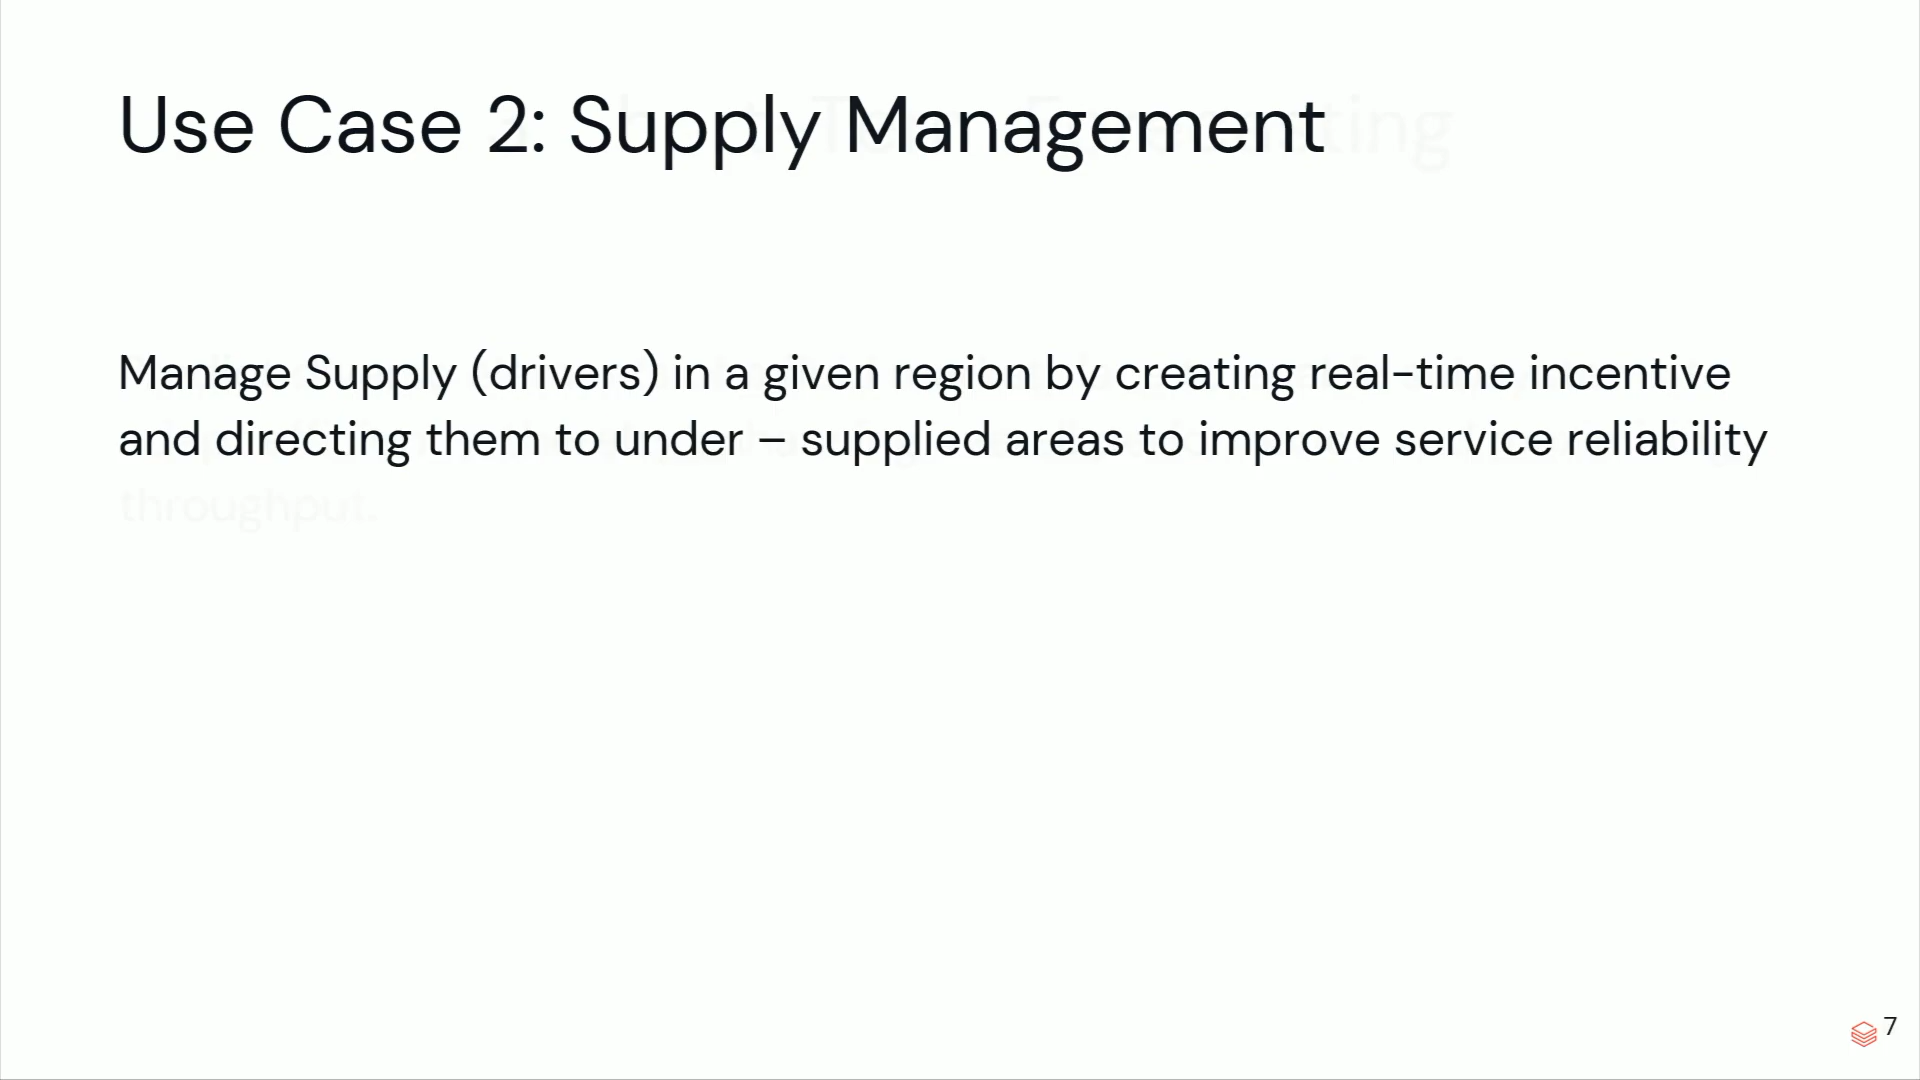 Use Case 2: Supply Management
Manage Supply (drivers) in a given region by creating real-time incentive
and directing them to under – supplied areas to improve service reliability
throughput.
7